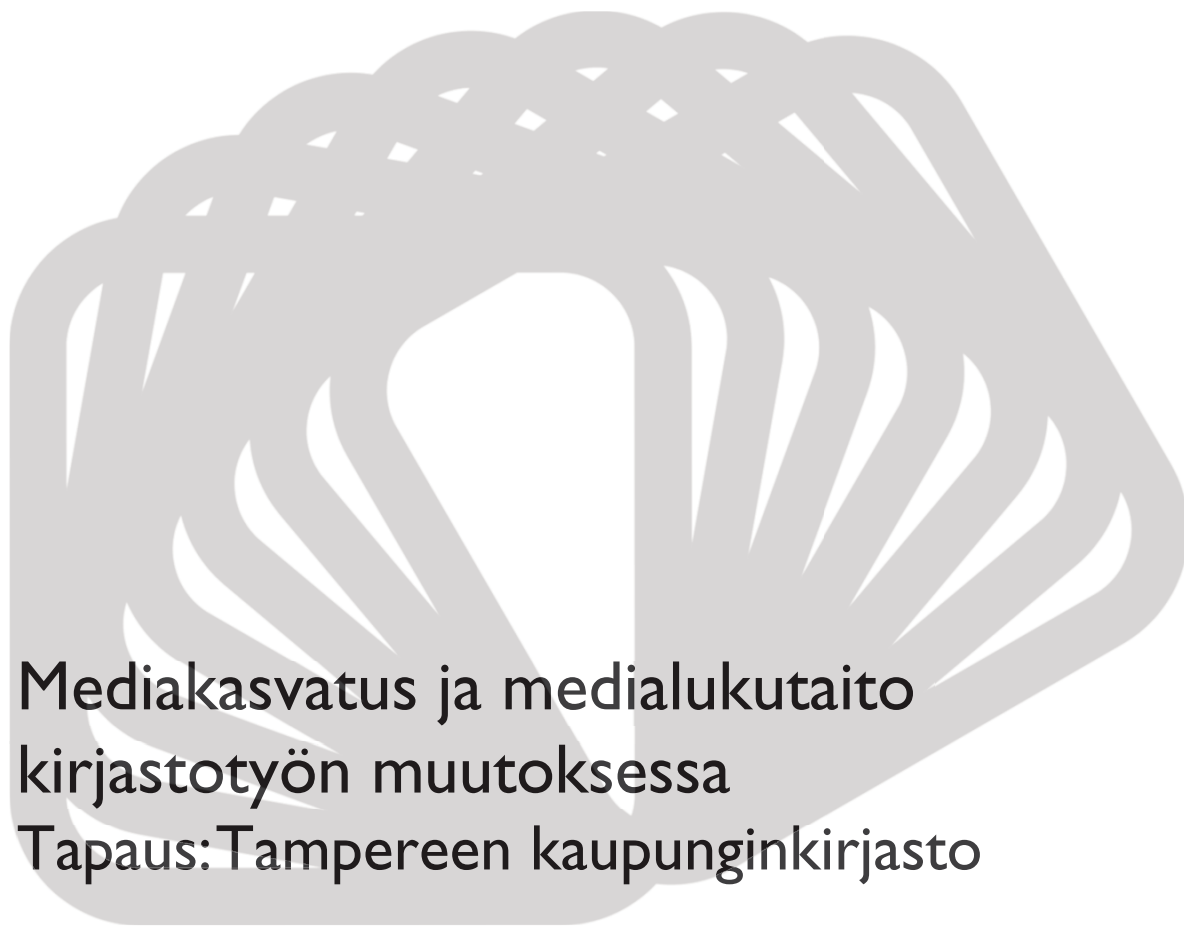 Mediakasvatus ja medialukutaito
kirjastotyön muutoksessa
Tapaus: Tampereen kaupunginkirjasto